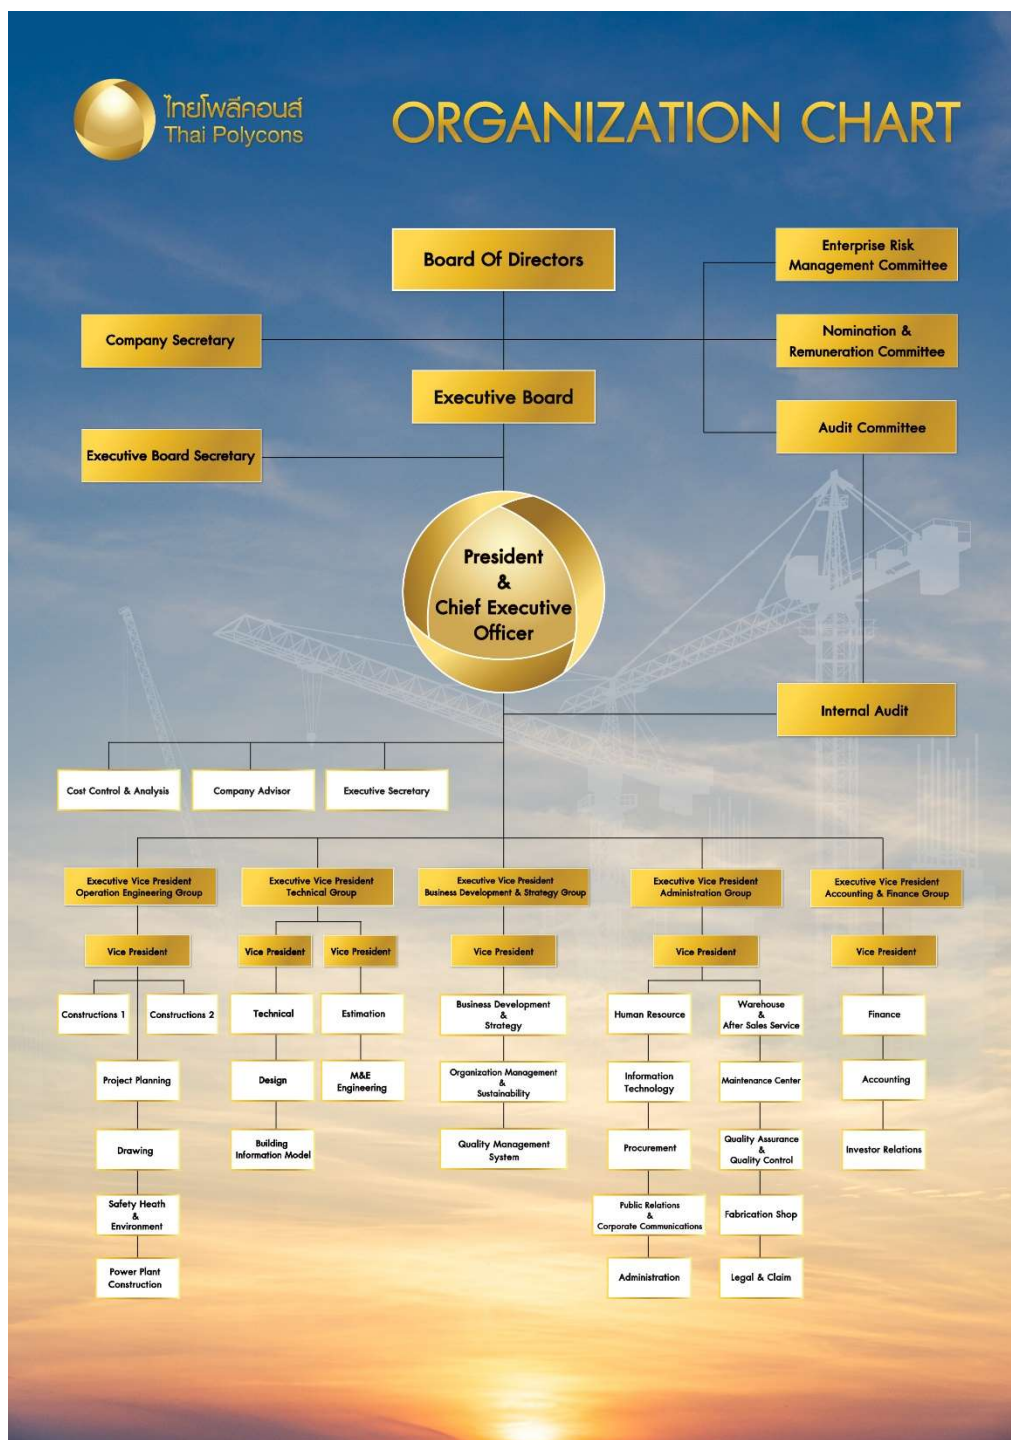 ไทยโพลีคอนส์
Thai Polycons
ORGANIZATION CHART
Board Of Directors
Enterprise Risk
Management Committee
Company Secretary
Nomination &
Remuneration Committee
Executive Board
Audit Committee
Executive Board Secretary
President
&
Chief Executive
Officer
Internal Audit
Cost Control & Analysis
Company Advisor
Executive Secretary
Executive Vice President
Operation Engineering Group
Executive Vice President
Technical Group
Executive Vice President
Business Development & Strategy Group
Executive Vice President
Administration Group
Executive Vice President
Accounting & Finance Group
Vice President
Vice President
Vice President
Vice President
Vice President
Vice President
Constructions 1
Constructions 2
Technical
Estimation
Business Development
&
Strategy
Human Resource
Warehouse
&
After Sales Service
Finance
Project Planning
Design
M&E
Engineering
Organization Management
&
Sustainability
Information
Technology
Maintenance Center
Accounting
Drawing
Building
Information Model
Quality Management
System
Procurement
Quality Assurance
&
Quality Control
Investor Relations
Safety Heath
&
Environment
Public Relations
&
Corporate Communications
Fabrication Shop
Power Plant
Construction
Administration
Legal & Claim